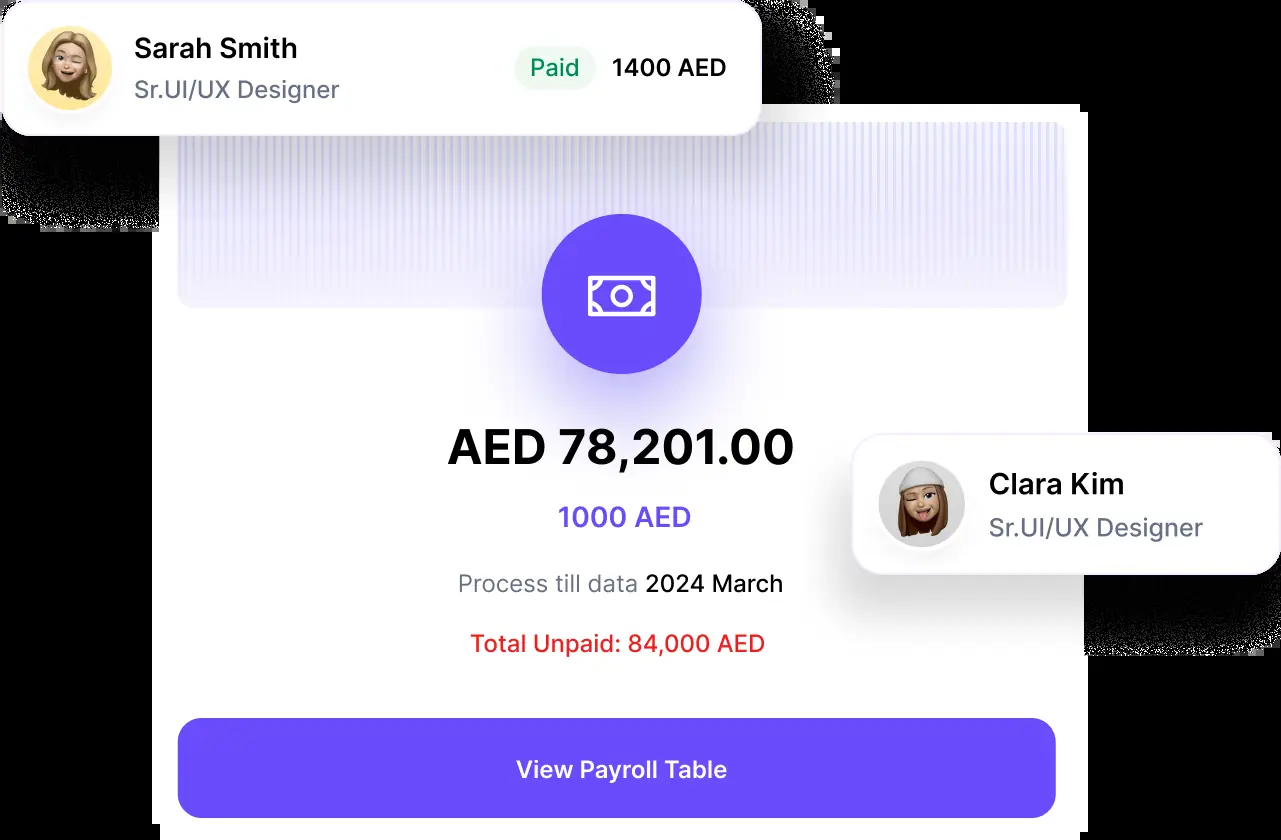 Sarah Smith
Sr.UI/UX Designer
Paid 1400 AED
AED 78,201.00
1000 AED
Clara Kim
Sr.UI/UX Designer
Process till data 2024 March
Total Unpaid: 84,000 AED
View Payroll Table